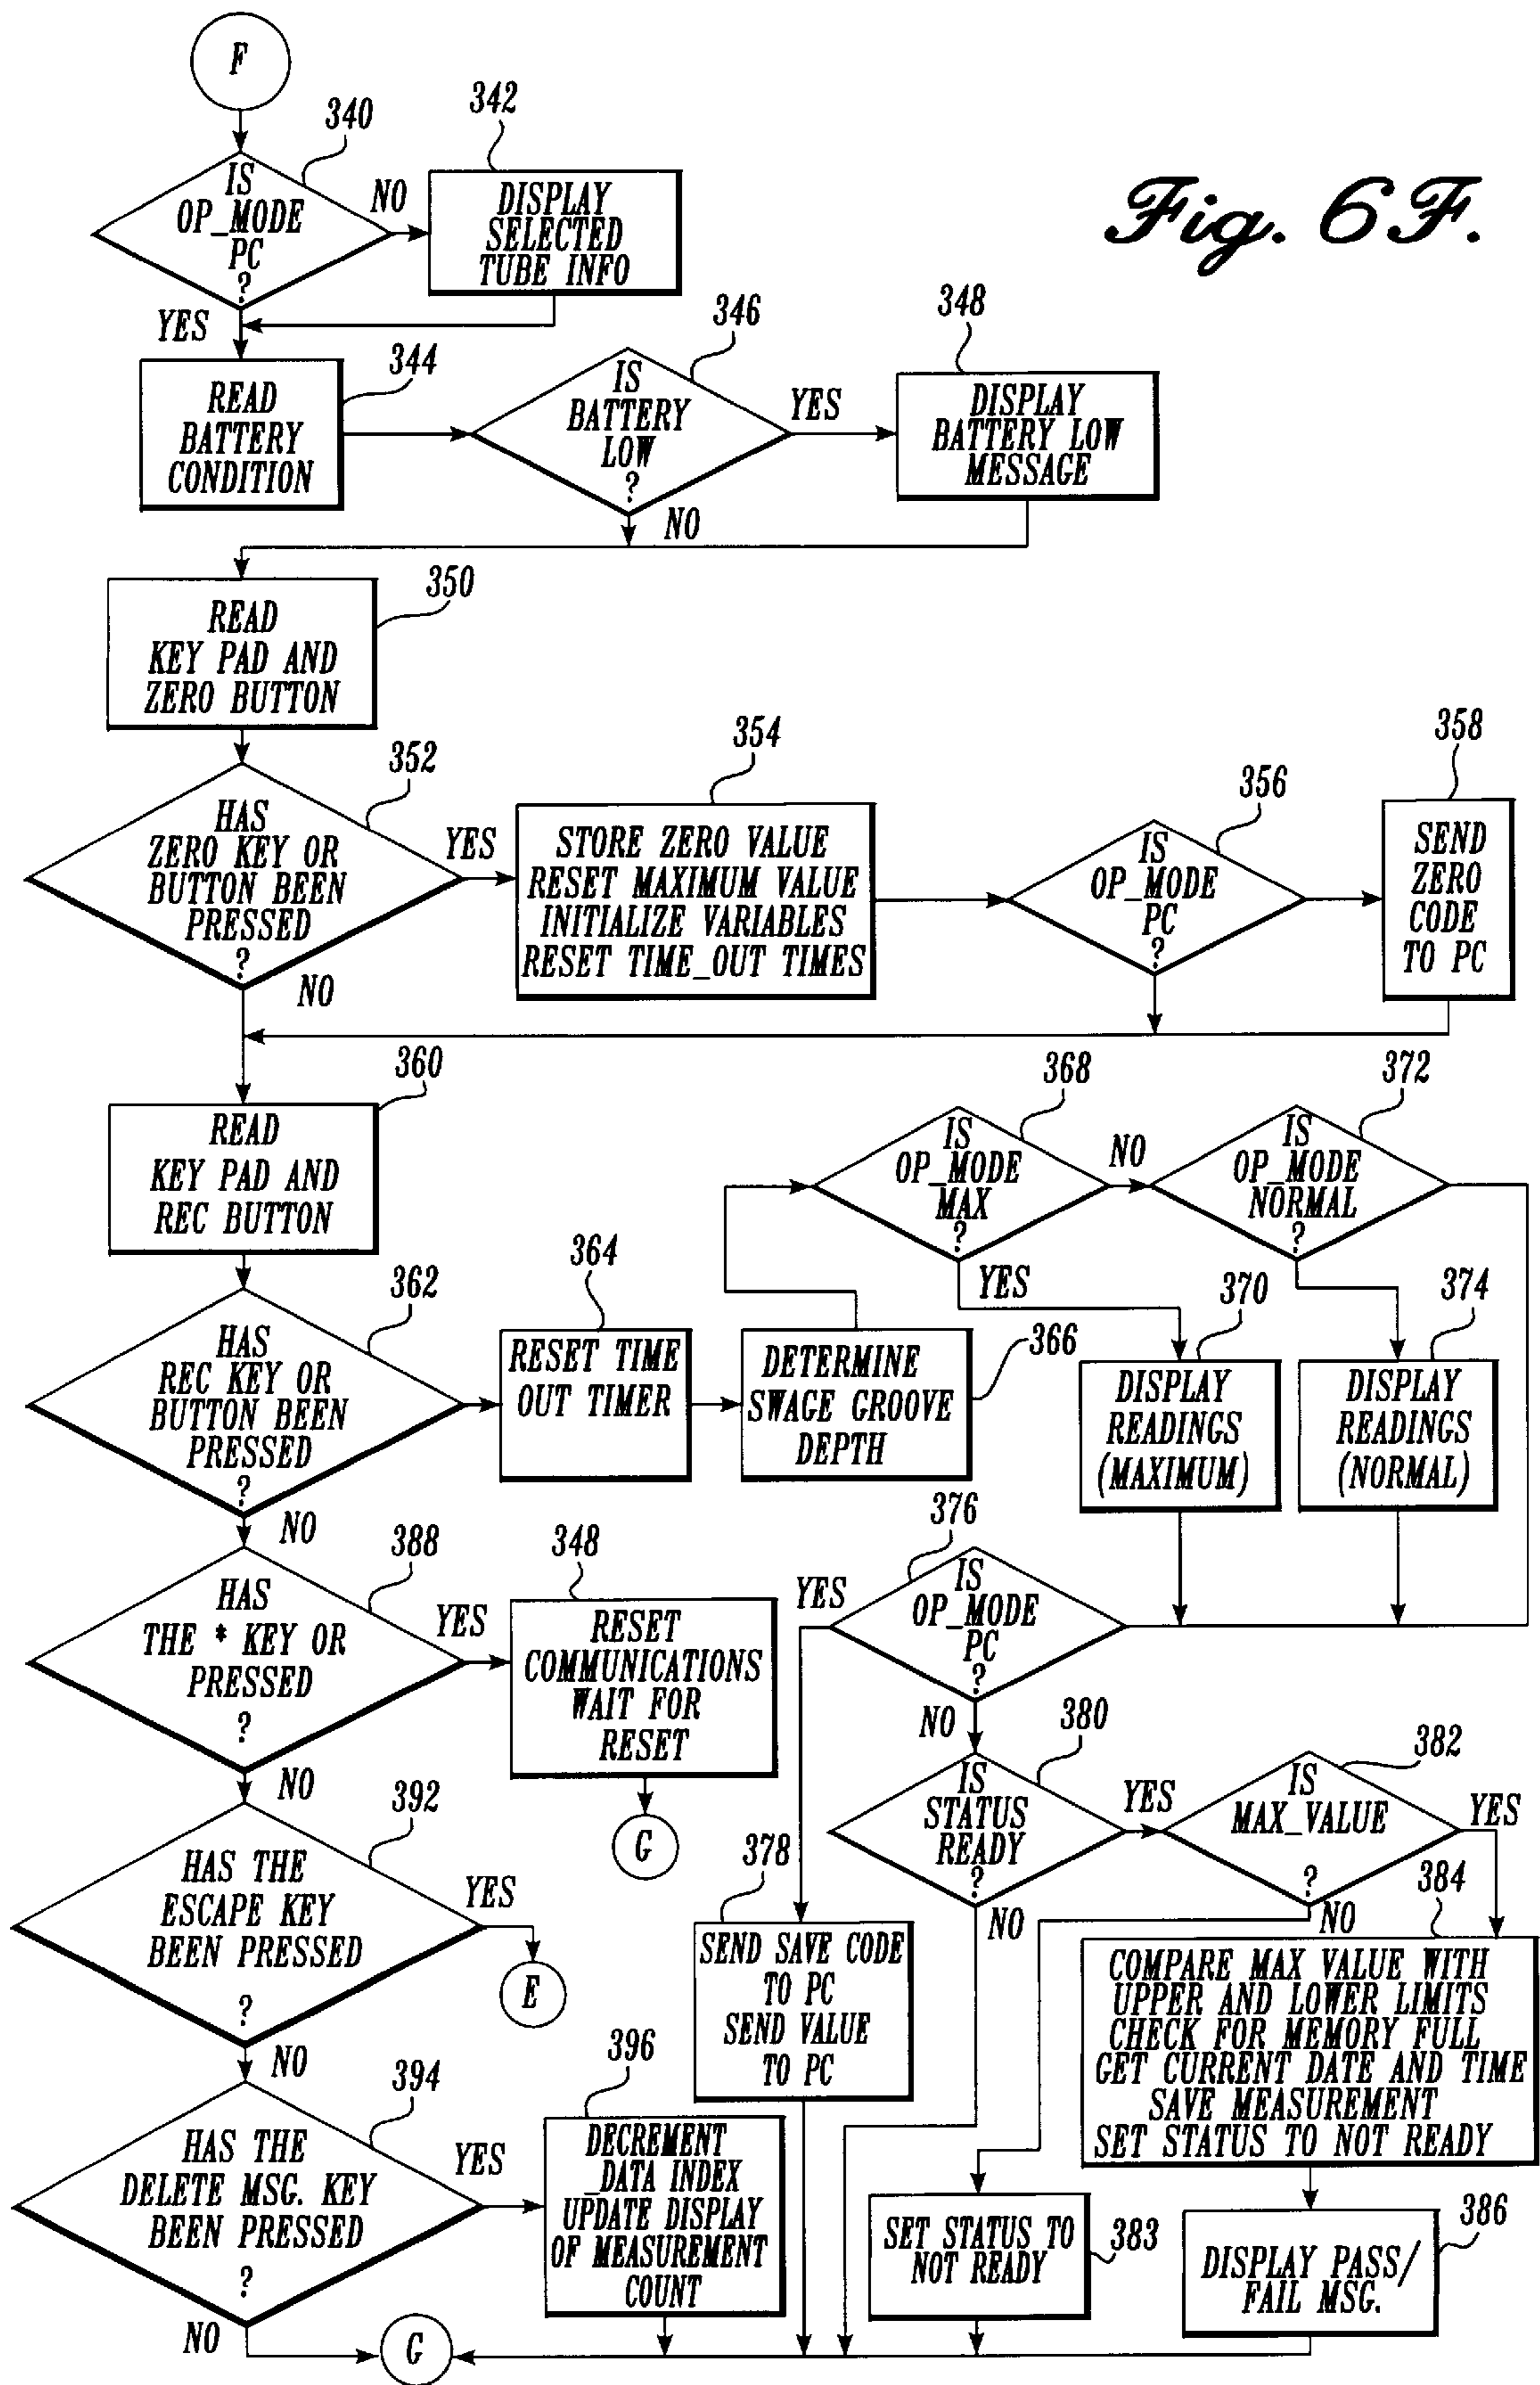 F
340
342
IS
OP_MODE
PC
?
NO
DISPLAY
SELECTED
TUBE INFO
Fig. 6F.
YES
344
346
348
READ
BATTERY
CONDITION
IS
BATTERY
LOW
?
YES
DISPLAY
BATTERY LOW
MESSAGE
NO
350
READ
KEY PAD AND
ZERO BUTTON
352
354
356
358
HAS
ZERO KEY OR
BUTTON BEEN
PRESSED
?
YES
STORE ZERO VALUE
RESET MAXIMUM VALUE
INITIALIZE VARIABLES
RESET TIME_OUT TIMES
IS
OP_MODE
PC
?
SEND
ZERO
CODE
TO PC
NO
360
READ
KEY PAD AND
REC BUTTON
368
372
IS
OP_MODE
MAX
?
NO
IS
OP_MODE
NORMAL
?
YES
362
364
366
370
374
HAS
REC KEY OR
BUTTON BEEN
PRESSED
?
RESET TIME
OUT TIMER
DETERMINE
SWAGE GROOVE
DEPTH
DISPLAY
READINGS
(MAXIMUM)
DISPLAY
READINGS
(NORMAL)
NO
388
348
376
HAS
THE * KEY OR
PRESSED
?
YES
RESET
COMMUNICATIONS
WAIT FOR
RESET
G
YES
IS
OP_MODE
PC
?
NO
NO
380
382
IS
STATUS
READY
?
YES
IS
MAX_VALUE
?
YES
NO
NO
392
HAS THE
ESCAPE KEY
BEEN PRESSED
?
YES
E
378
SEND SAVE CODE
TO PC
SEND VALUE
TO PC
384
COMPARE MAX VALUE WITH
UPPER AND LOWER LIMITS
CHECK FOR MEMORY FULL
GET CURRENT DATE AND TIME
SAVE MEASUREMENT
SET STATUS TO NOT READY
NO
394
396
HAS THE
DELETE MSG. KEY
BEEN PRESSED
?
YES
DECREMENT
_DATA INDEX
UPDATE DISPLAY
OF MEASUREMENT
COUNT
SET STATUS TO
NOT READY
383
DISPLAY PASS/
FAIL MSG.
386
NO
G